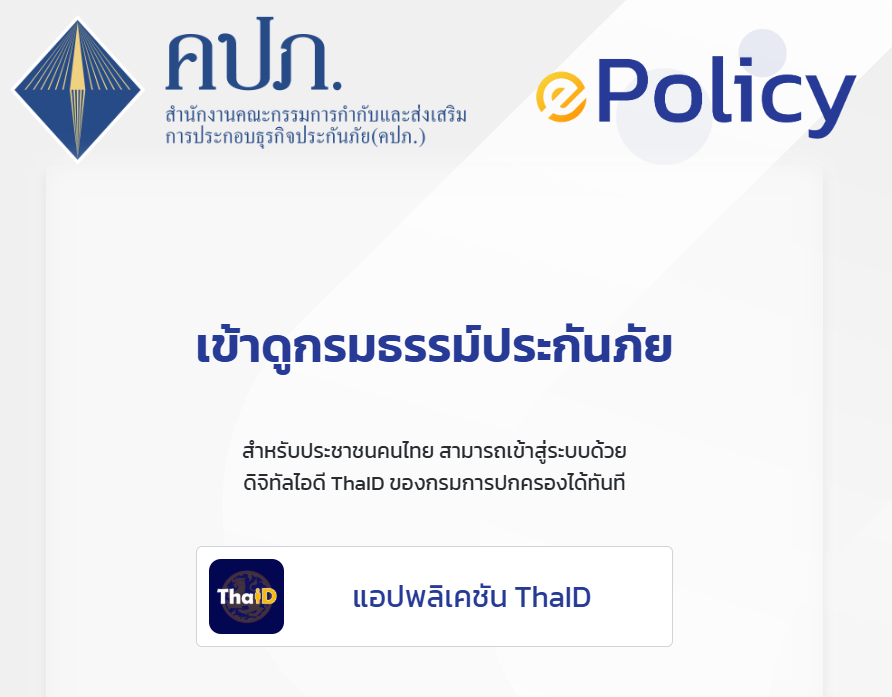 คปภ.
สำนักงานคณะกรรมการกำกับและส่งเสริม
การประกอบธุรกิจประกันภัย(คปภ.)
ePolicy
เข้าดูกรมธรรม์ประกันภัย
สำหรับประชาชนคนไทย สามารถเข้าสู่ระบบด้วย
ดิจิทัลไอดี ThaID ของกรมการปกครองได้ทันที
ThaiD
แอปพลิเคชัน ThaID